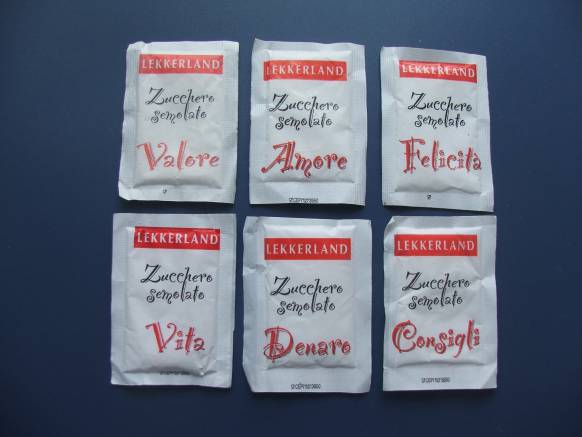 LEKKERLAND
Zucchero
semolato
Valore
LEKKERLAND
Zucchero
semolato
Amore
LEKKERLAND
Zucchero
semolato
Felicità
LEKKERLAND
Zucchero
semolato
Vita
LEKKERLAND
Zucchero
semolato
Denaro
LEKKERLAND
Zucchero
semolato
Consigli